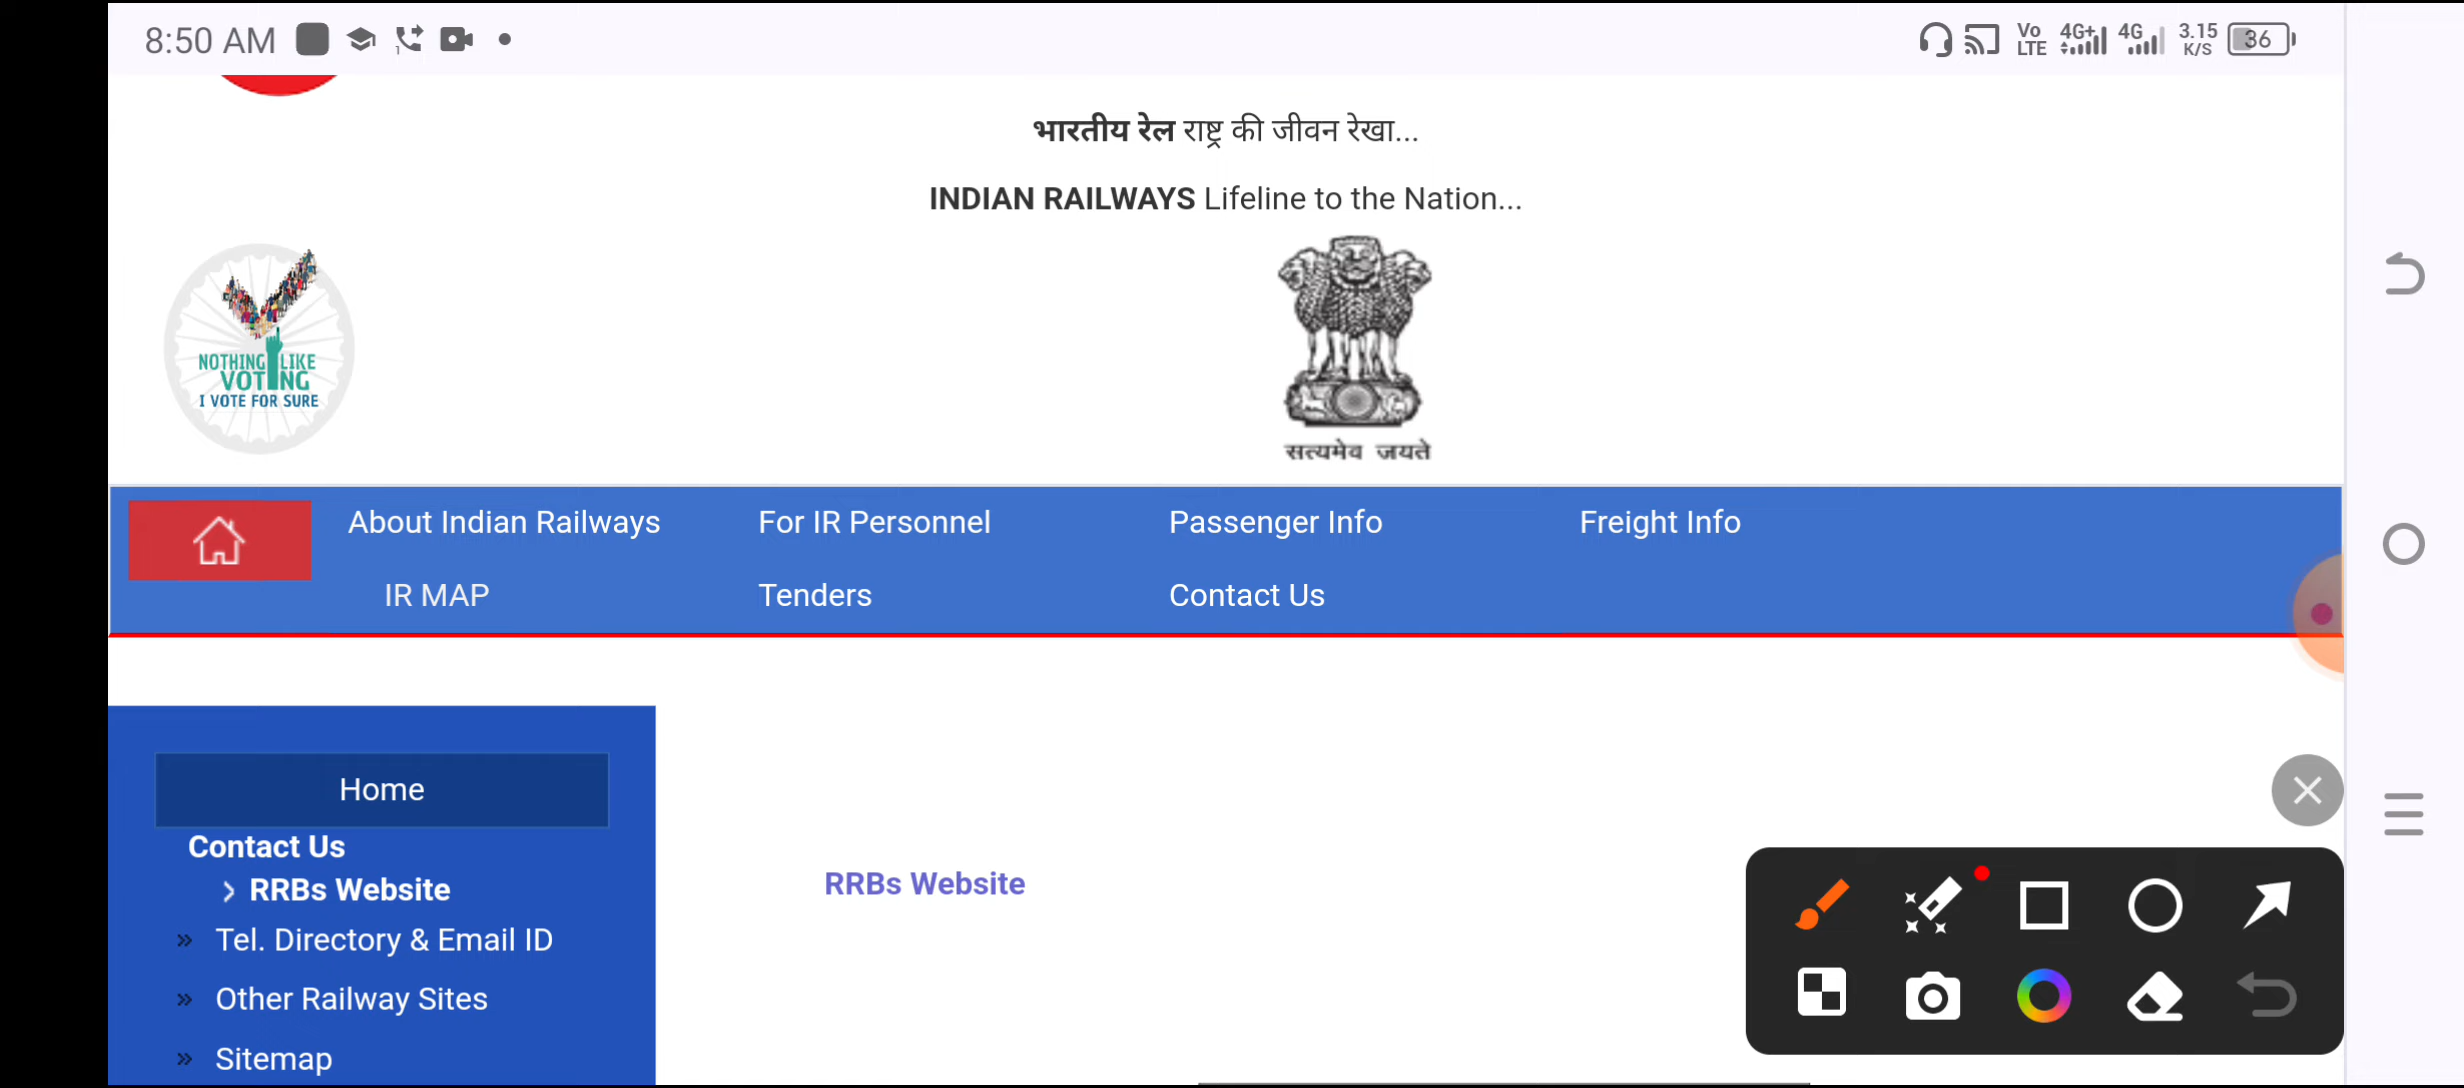 8:50 AM
Vo LTE 4G+ 4G 3.15 K/S 36
भारतीय रेल राष्ट्र की जीवन रेखा...
INDIAN RAILWAYS Lifeline to the Nation...
NOTHING LIKE
VOTING
I VOTE FOR SURE
सत्यमेव जयते
About Indian Railways For IR Personnel Passenger Info Freight Info
IR MAP Tenders Contact Us
Home
Contact Us
RRBs Website
RRBs Website
» Tel. Directory & Email ID
» Other Railway Sites
» Sitemap